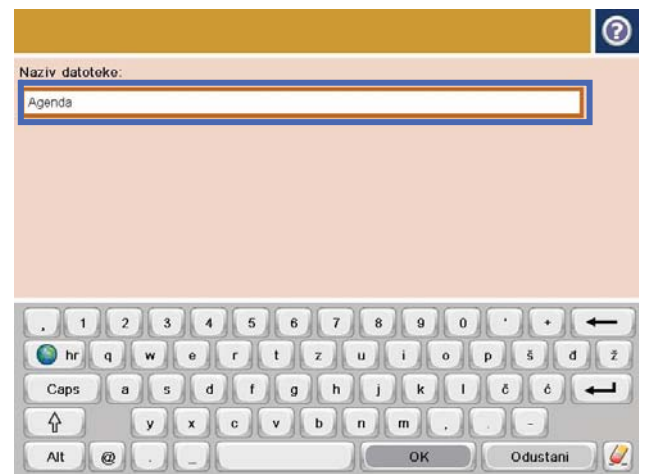 ?
Naziv datoteke:
Agenda
, 1 2 3 4 5 6 7 8 9 0 ' +
hr q w e r t z u i o p š đ ž
Caps a s d f g h j k l č ć
y x c v b n m , . -
Alt @ . _ OK Odustani